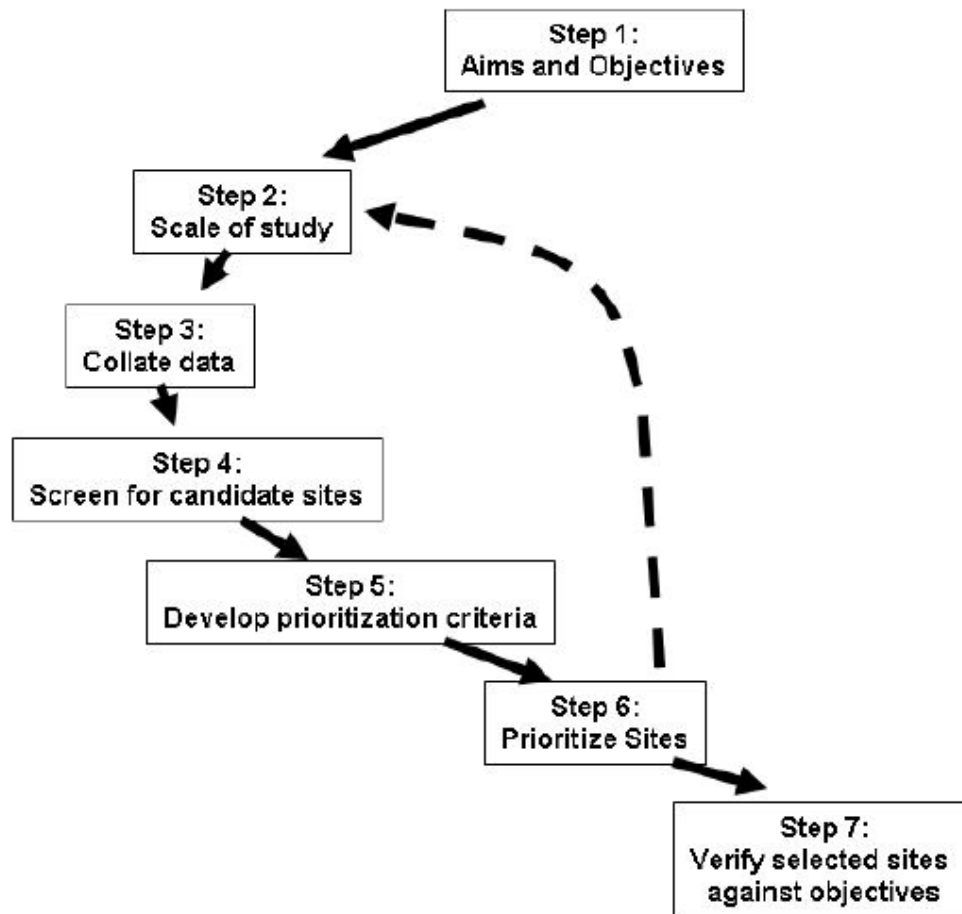 Step 1:
Aims and Objectives
Step 2:
Scale of study
Step 3:
Collate data
Step 4:
Screen for candidate sites
Step 5:
Develop prioritization criteria
Step 6:
Prioritize Sites
Step 7:
Verify selected sites
against objectives